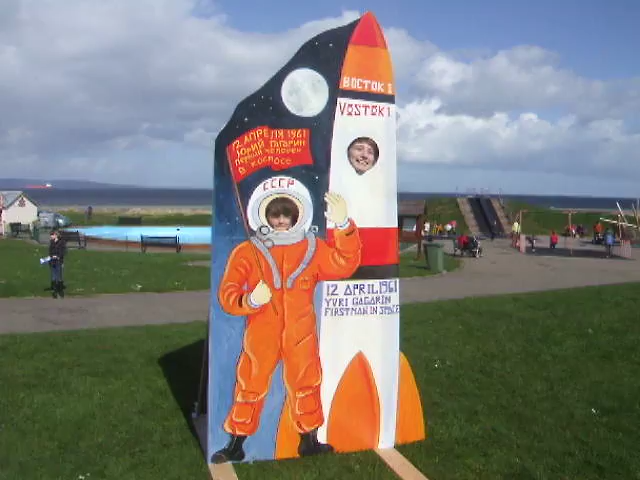 ВОСТОК 1
VOSTOK 1
12 АПРЕЛЯ 1961
ЮРИЙ ГАГАРИН
ПЕРВЫЙ ЧЕЛОВЕК
В КОСМОСЕ
СССР
12 APRIL 1961
YURI GAGARIN
FIRST MAN IN SPACE